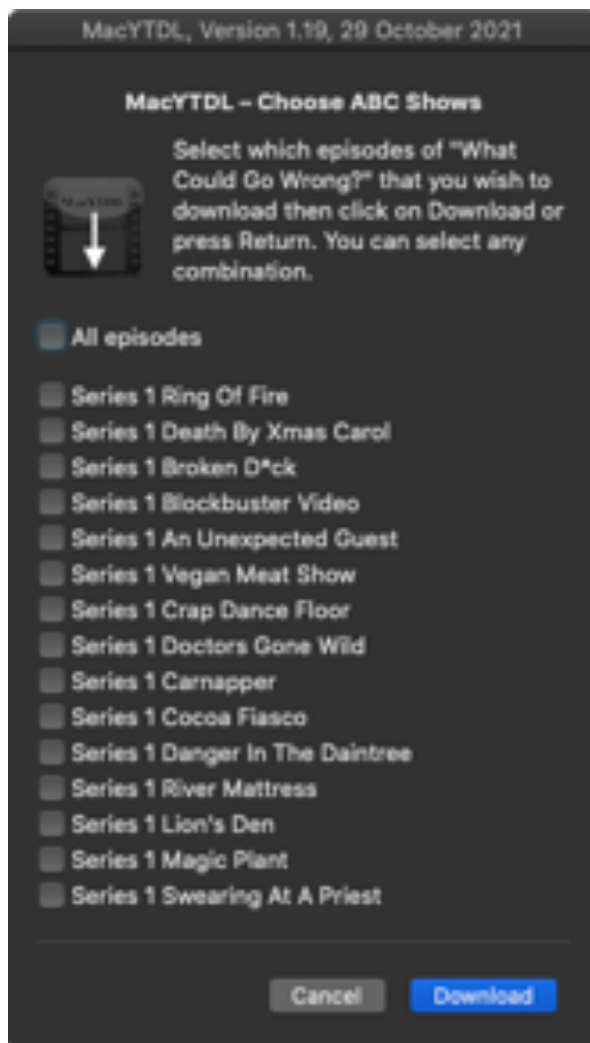 MacYTDL, Version 1.19, 29 October 2021
MacYTDL – Choose ABC Shows
Select which episodes of "What
Could Go Wrong?" that you wish to
download then click on Download or
press Return. You can select any
combination.
MacYTDL
All episodes
Series 1 Ring Of Fire
Series 1 Death By Xmas Carol
Series 1 Broken D*ck
Series 1 Blockbuster Video
Series 1 An Unexpected Guest
Series 1 Vegan Meat Show
Series 1 Crap Dance Floor
Series 1 Doctors Gone Wild
Series 1 Carnapper
Series 1 Cocoa Fiasco
Series 1 Danger In The Daintree
Series 1 River Mattress
Series 1 Lion's Den
Series 1 Magic Plant
Series 1 Swearing At A Priest
Cancel
Download